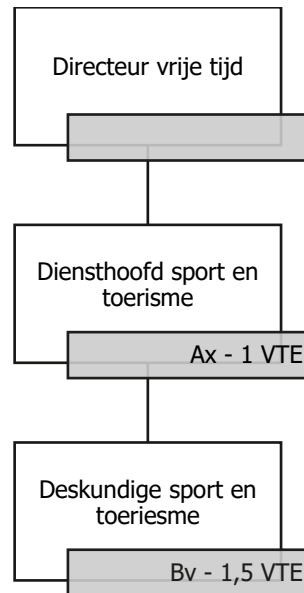 Directeur vrije tijd
Diensthoofd sport en
toerisme
Ax - 1 VTE
Deskundige sport en
toeriesme
Bv - 1,5 VTE